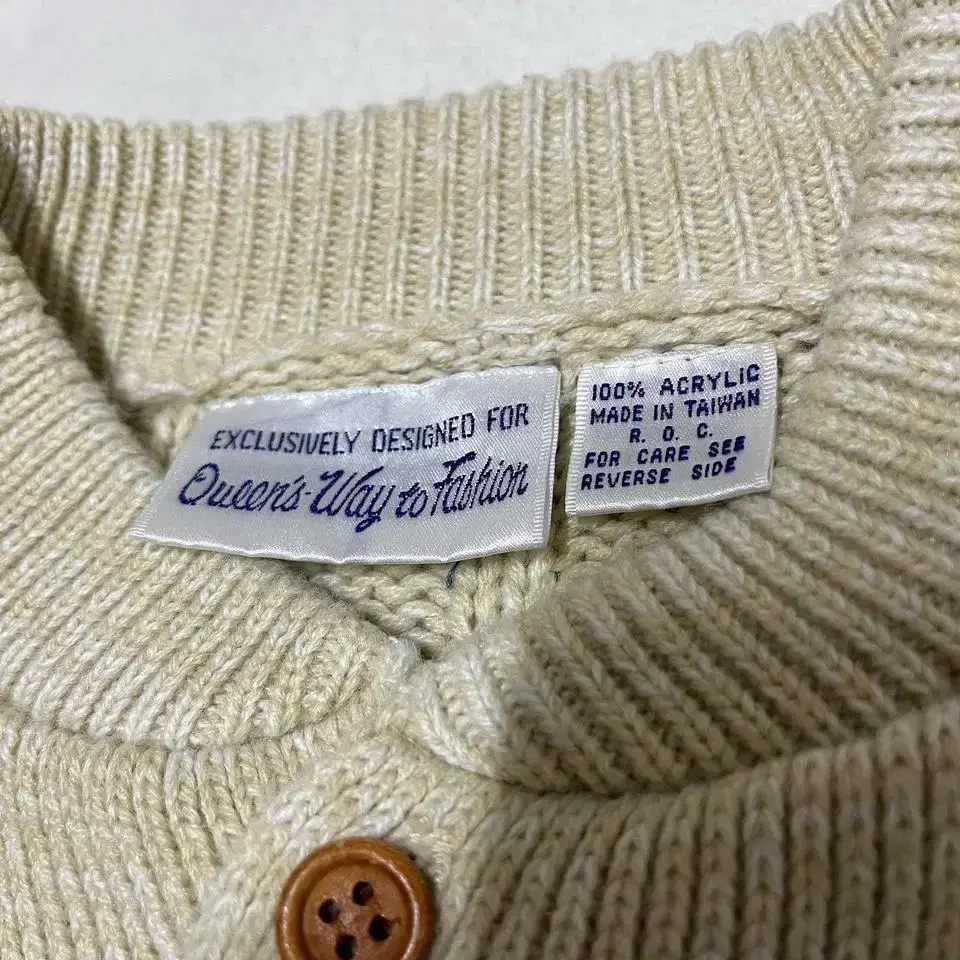 EXCLUSIVELY DESIGNED FOR
Queen's-Way to Fashion
100% ACRYLIC
MADE IN TAIWAN
R. O. C.
FOR CARE SEE
REVERSE SIDE